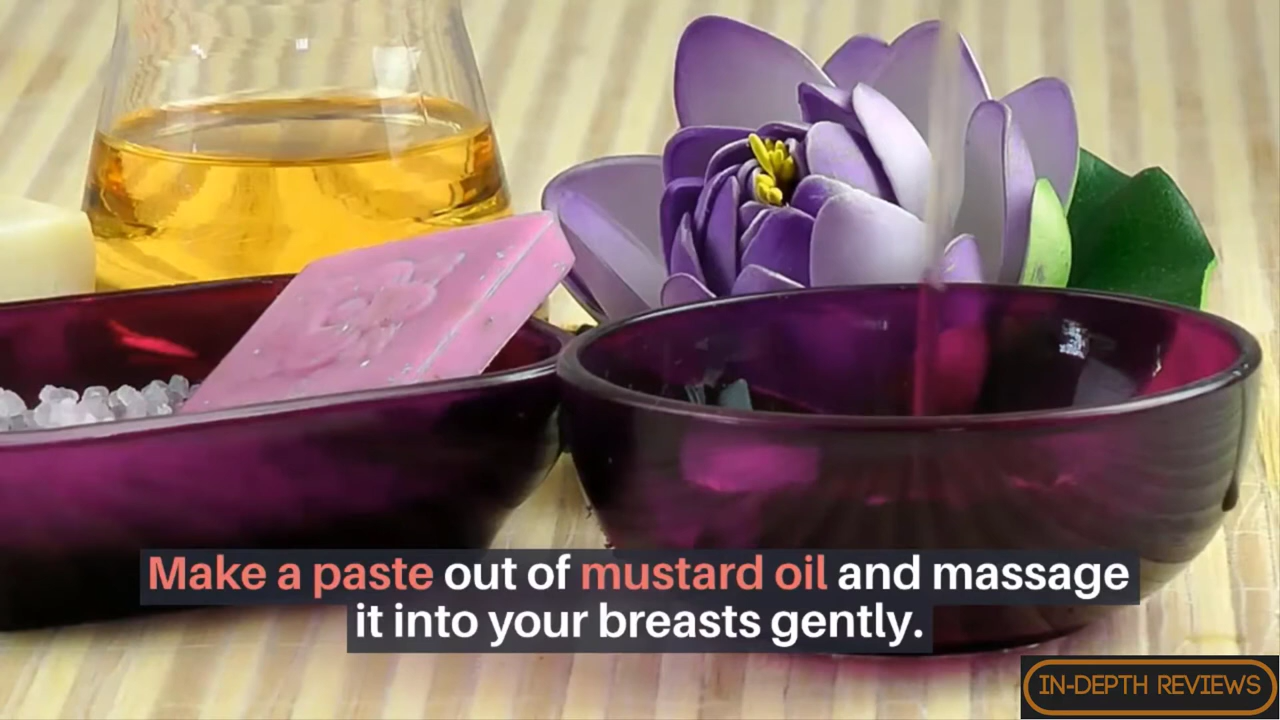 Make a paste out of mustard oil and massage
it into your breasts gently.
IN-DEPTH REVIEWS